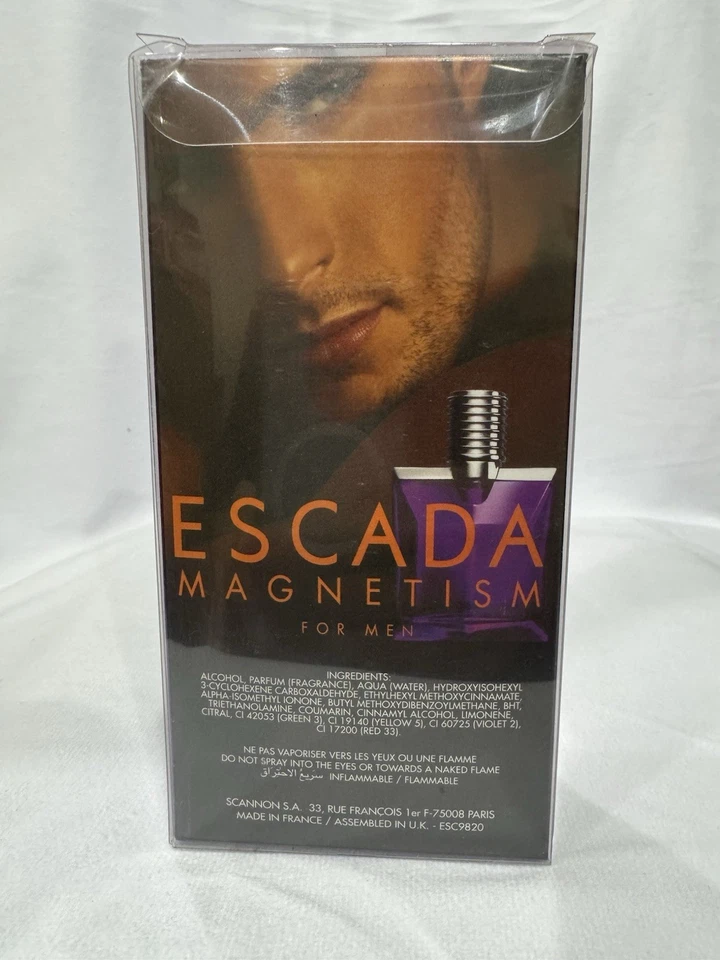 ESCADA
MAGNETISM
FOR MEN
INGREDIENTS:
ALCOHOL, PARFUM (FRAGRANCE), AQUA (WATER), HYDROXYISOHEXYL
3-CYCLOHEXENE CARBOXALDEHYDE, ETHYLHEXYL METHOXYCINNAMATE,
ALPHA-ISOMETHYL IONONE, BUTYL METHOXYDIBENZOYLMETHANE, BHT,
TRIETHANOLAMINE, COUMARIN, CINNAMYL ALCOHOL, LIMONENE,
CITRAL, CI 42053 (GREEN 3), CI 19140 (YELLOW 5), CI 60725 (VIOLET 2),
CI 17200 (RED 33).
NE PAS VAPORISER VERS LES YEUX OU UNE FLAMME
DO NOT SPRAY INTO THE EYES OR TOWARDS A NAKED FLAME
سريع الاحتراق INFLAMMABLE / FLAMMABLE
SCANNON S.A. 33, RUE FRANÇOIS 1er F-75008 PARIS
MADE IN FRANCE / ASSEMBLED IN U.K. - ESC9820